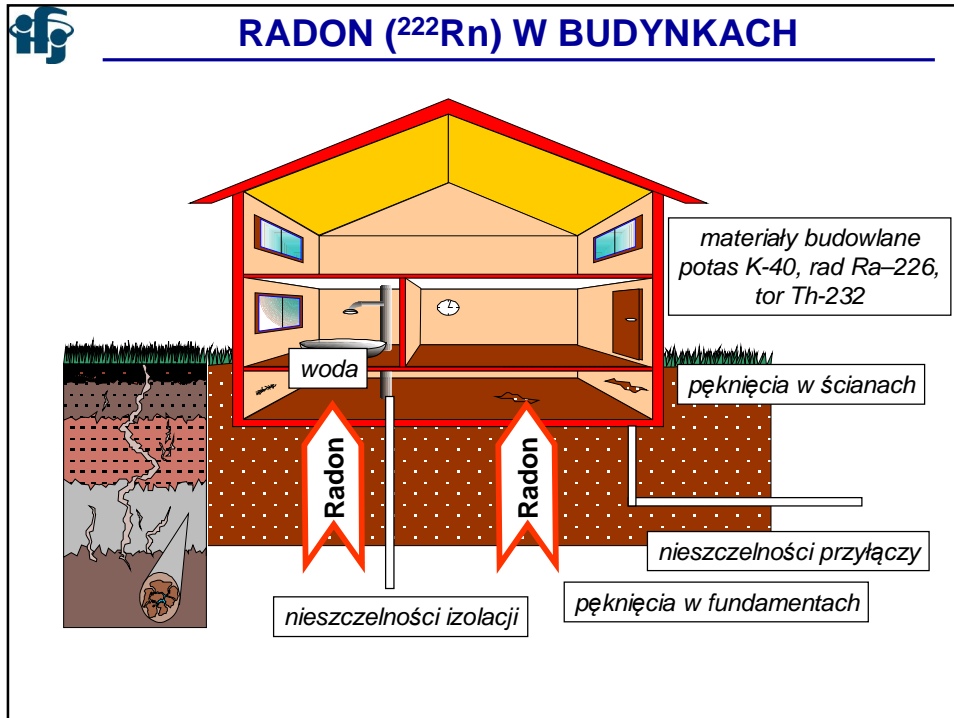 ifj
RADON (²²²Rn) W BUDYNKACH
materiały budowlane
potas K-40, rad Ra–226,
tor Th-232
woda
pęknięcia w ścianach
Radon
Radon
nieszczelności przyłączy
nieszczelności izolacji
pęknięcia w fundamentach